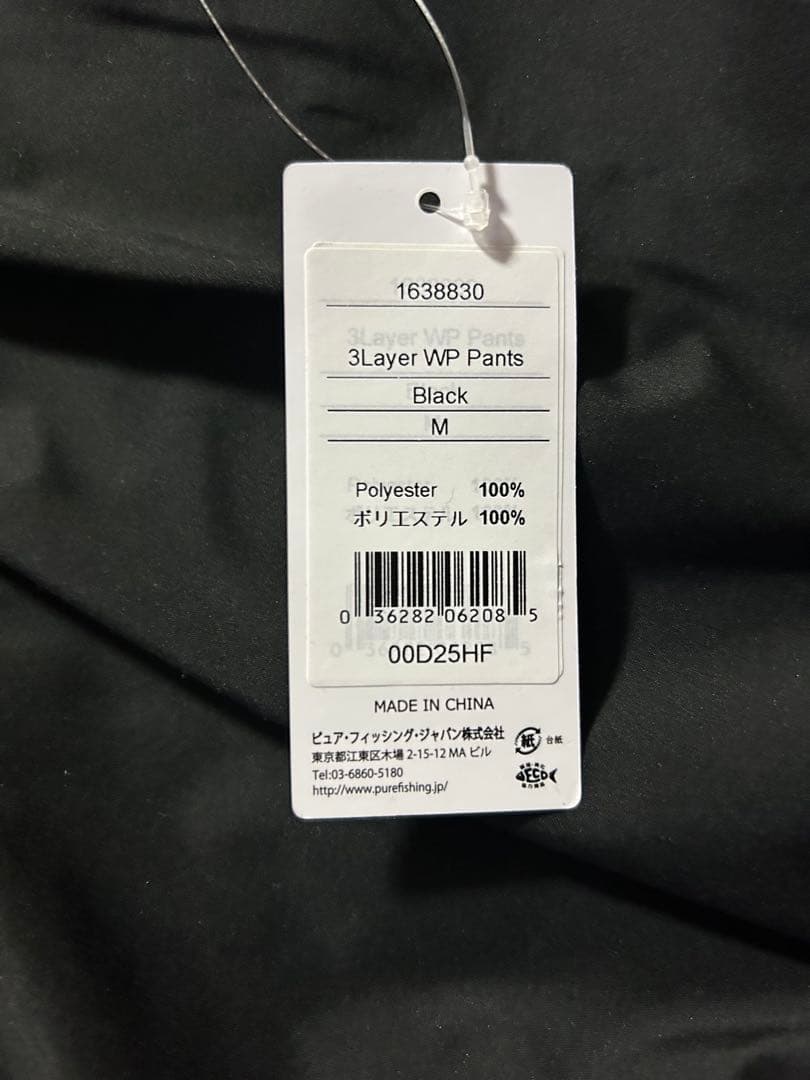 1638830
3Layer WP Pants
Black
M
Polyester 100%
ポリエステル 100%
0 36282 06208 5
00D25HF
MADE IN CHINA
ピュア・フィッシング・ジャパン株式会社
東京都江東区木場 2-15-12 MA ビル
Tel:03-6860-5180
http://www.purefishing.jp/
紙 台紙
ECO